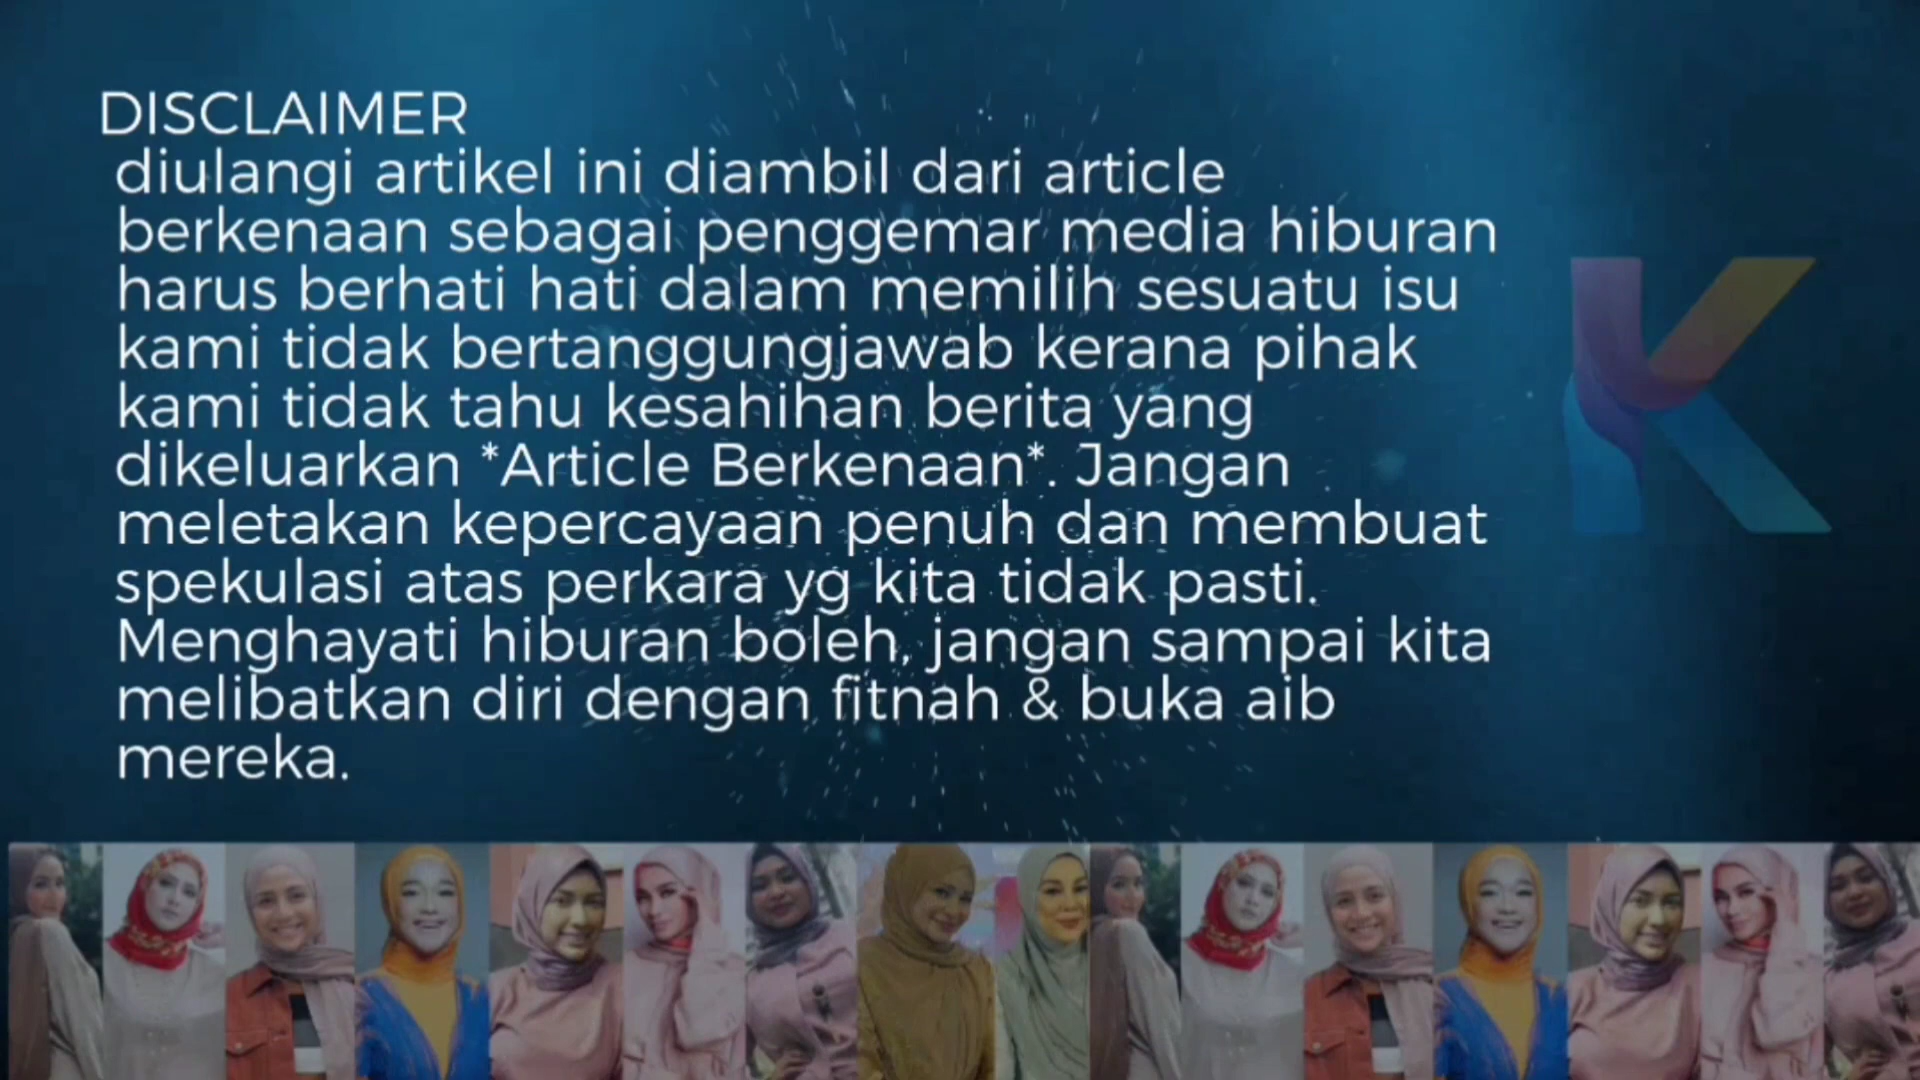 DISCLAIMER
diulangi artikel ini diambil dari article
berkenaan sebagai penggemar media hiburan
harus berhati hati dalam memilih sesuatu isu
kami tidak bertanggungjawab kerana pihak
kami tidak tahu kesahihan berita yang
dikeluarkan *Article Berkenaan*. Jangan
meletakan kepercayaan penuh dan membuat
spekulasi atas perkara yg kita tidak pasti.
Menghayati hiburan boleh, jangan sampai kita
melibatkan diri dengan fitnah & buka aib
mereka.
K